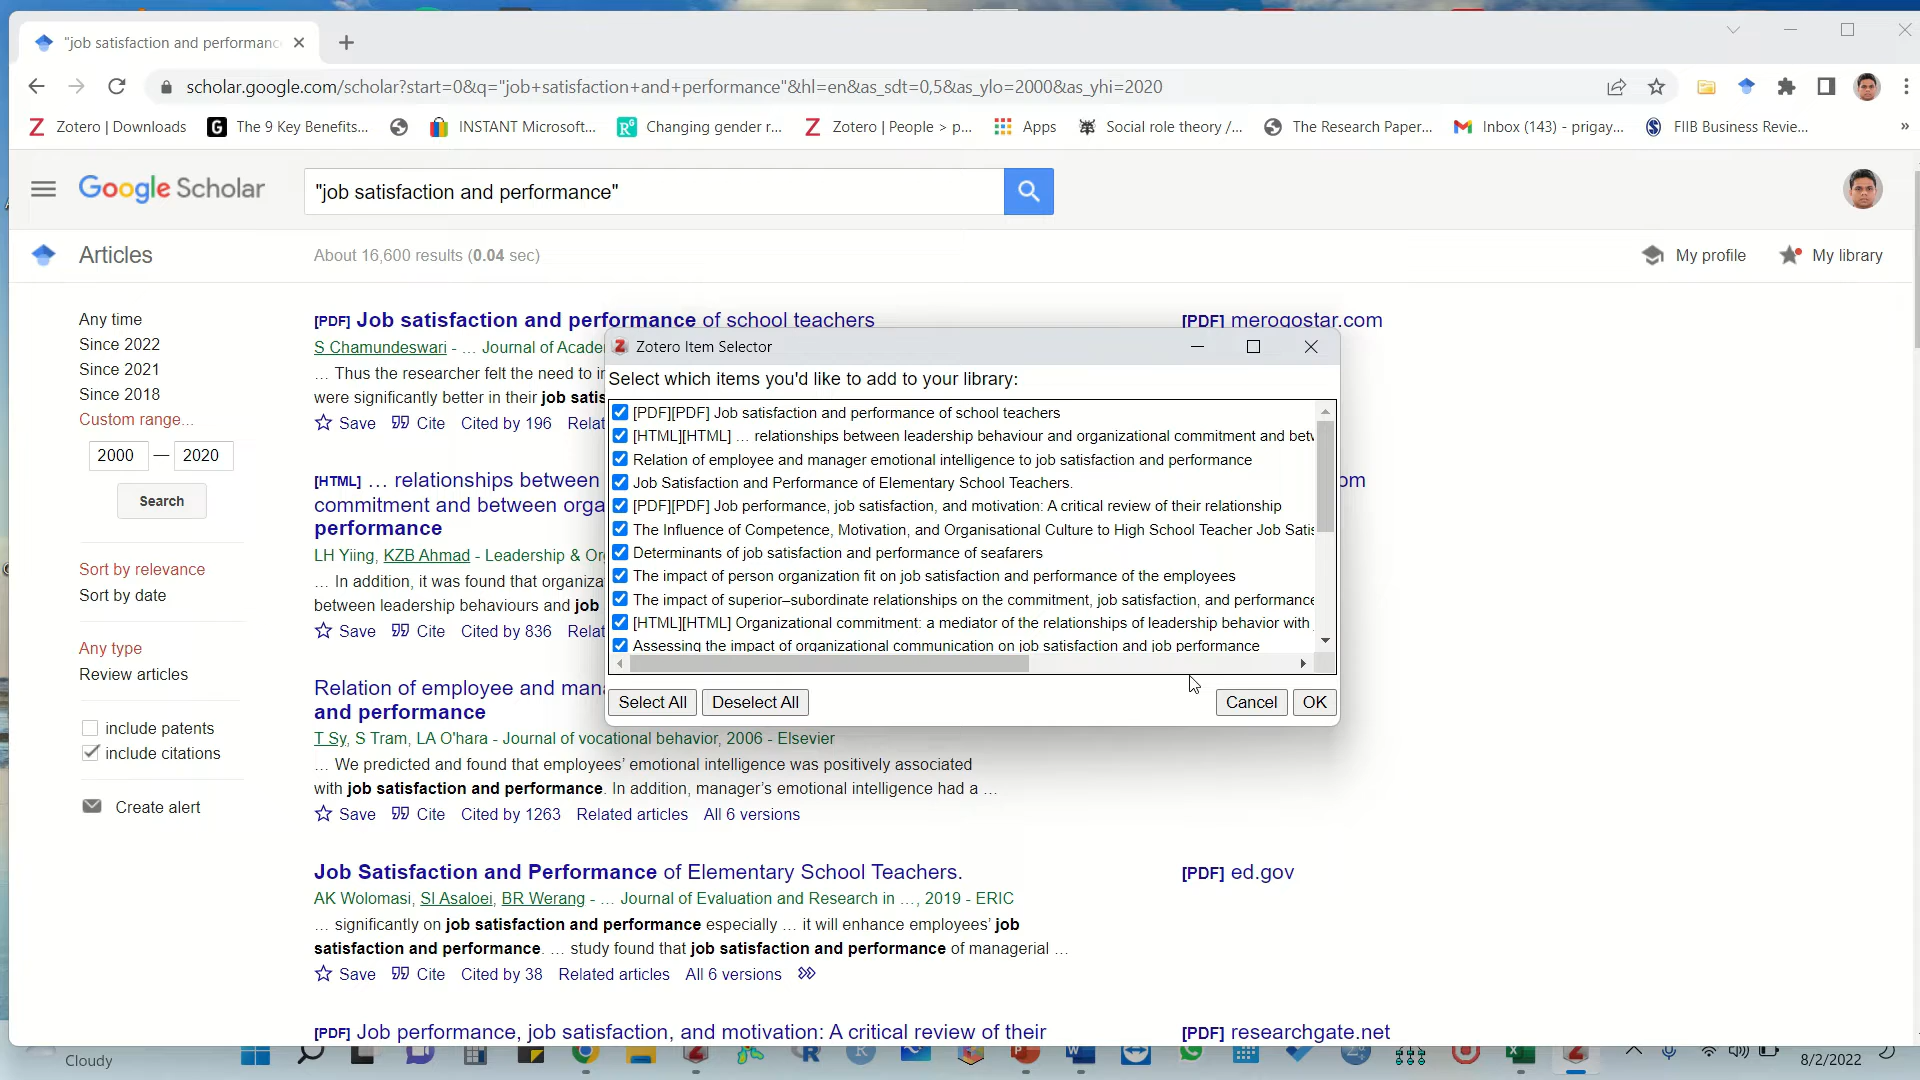 "job satisfaction and performanc
scholar.google.com/scholar?start=0&q="job+satisfaction+and+performance"&hl=en&as_sdt=0,5&as_ylo=2000&as_yhi=2020
Zotero | Downloads
The 9 Key Benefits...
INSTANT Microsoft...
Changing gender r...
Zotero | People > p...
Apps
Social role theory /...
The Research Paper...
Inbox (143) - prigay...
FIIB Business Revie...
»
Google Scholar
"job satisfaction and performance"
Articles
About 16,600 results (0.04 sec)
My profile
My library
Any time
Since 2022
Since 2021
Since 2018
Custom range...
2000 — 2020
Search
Sort by relevance
Sort by date
Any type
Review articles
include patents
include citations
Create alert
[PDF] Job satisfaction and performance of school teachers
[PDF] merogostar.com
S Chamundeswari - ... Journal of Acade
... Thus the researcher felt the need to in
were significantly better in their job satis
Save Cite Cited by 196 Relat
[HTML] ... relationships between
commitment and between orga
performance
om
LH Yiing, KZB Ahmad - Leadership & Or
... In addition, it was found that organiza
between leadership behaviours and job
Save Cite Cited by 836 Relat
Relation of employee and mana
and performance
T Sy, S Tram, LA O'hara - Journal of vocational behavior, 2006 - Elsevier
... We predicted and found that employees' emotional intelligence was positively associated
with job satisfaction and performance. In addition, manager's emotional intelligence had a ...
Save Cite Cited by 1263 Related articles All 6 versions
Job Satisfaction and Performance of Elementary School Teachers.
[PDF] ed.gov
AK Wolomasi, SI Asaloei, BR Werang - ... Journal of Evaluation and Research in ..., 2019 - ERIC
... significantly on job satisfaction and performance especially ... it will enhance employees' job
satisfaction and performance. ... study found that job satisfaction and performance of managerial ...
Save Cite Cited by 38 Related articles All 6 versions
[PDF] Job performance, job satisfaction, and motivation: A critical review of their
[PDF] researchgate.net
Zotero Item Selector
Select which items you'd like to add to your library:
[PDF][PDF] Job satisfaction and performance of school teachers
[HTML][HTML] ... relationships between leadership behaviour and organizational commitment and betw
Relation of employee and manager emotional intelligence to job satisfaction and performance
Job Satisfaction and Performance of Elementary School Teachers.
[PDF][PDF] Job performance, job satisfaction, and motivation: A critical review of their relationship
The Influence of Competence, Motivation, and Organisational Culture to High School Teacher Job Satis
Determinants of job satisfaction and performance of seafarers
The impact of person organization fit on job satisfaction and performance of the employees
The impact of superior–subordinate relationships on the commitment, job satisfaction, and performance
[HTML][HTML] Organizational commitment: a mediator of the relationships of leadership behavior with
Assessing the impact of organizational communication on job satisfaction and job performance
Select All
Deselect All
Cancel
OK
Cloudy
8/2/2022